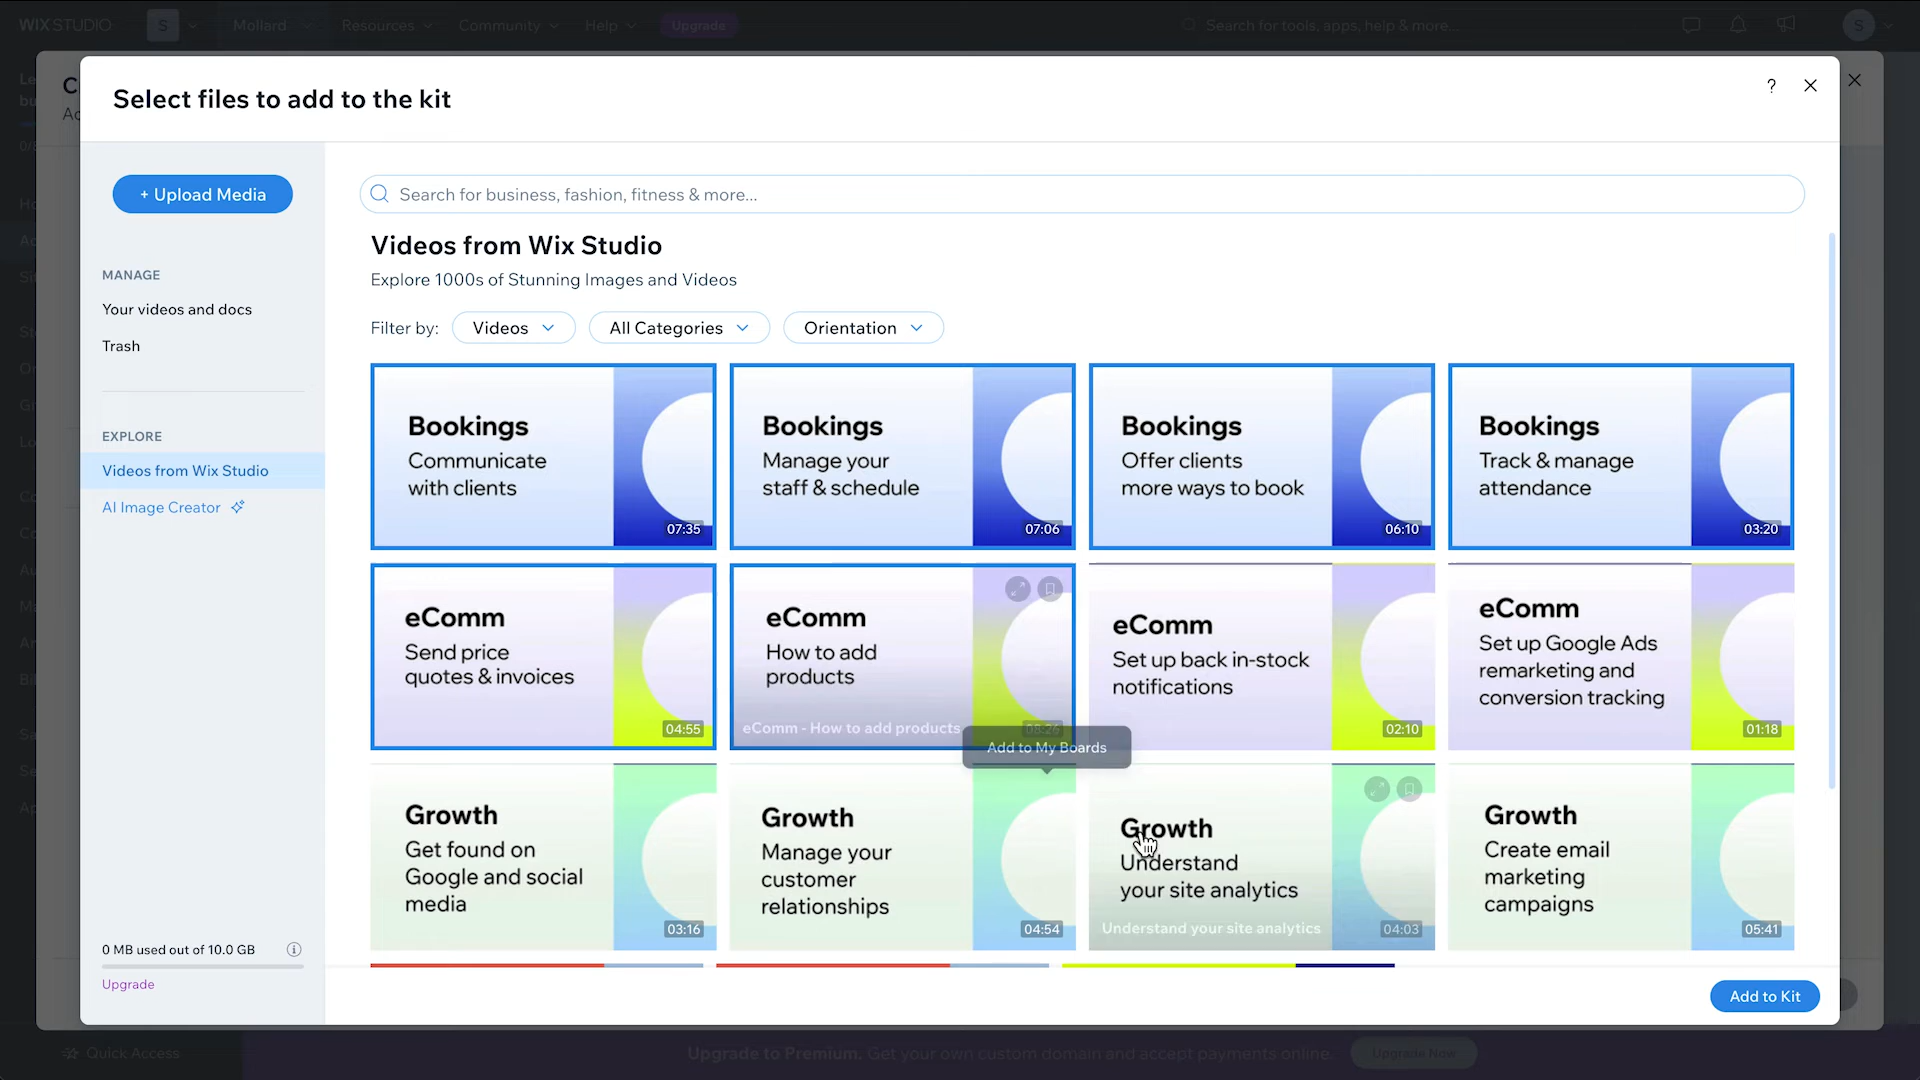 WIX STUDIO
S
Mollard
Resources
Community
Help
Upgrade
Search for tools, apps, help & more...
S
Select files to add to the kit
?
+ Upload Media
MANAGE
Your videos and docs
Trash
EXPLORE
Videos from Wix Studio
AI Image Creator
0 MB used out of 10.0 GB
Upgrade
Search for business, fashion, fitness & more...
Videos from Wix Studio
Explore 1000s of Stunning Images and Videos
Filter by:
Videos
All Categories
Orientation
Bookings
Communicate
with clients
07:35
Bookings
Manage your
staff & schedule
07:06
Bookings
Offer clients
more ways to book
06:10
Bookings
Track & manage
attendance
03:20
eComm
Send price
quotes & invoices
04:55
eComm
How to add
products
eComm - How to add products
Add to My Boards
eComm
Set up back in-stock
notifications
02:10
eComm
Set up Google Ads
remarketing and
conversion tracking
01:18
Growth
Get found on
Google and social
media
03:16
Growth
Manage your
customer
relationships
04:54
Growth
Understand
your site analytics
Understand your site analytics
04:03
Growth
Create email
marketing
campaigns
05:41
Add to Kit
Quick Access
Upgrade to Premium. Get your own custom domain and accept payments online.
Upgrade Now